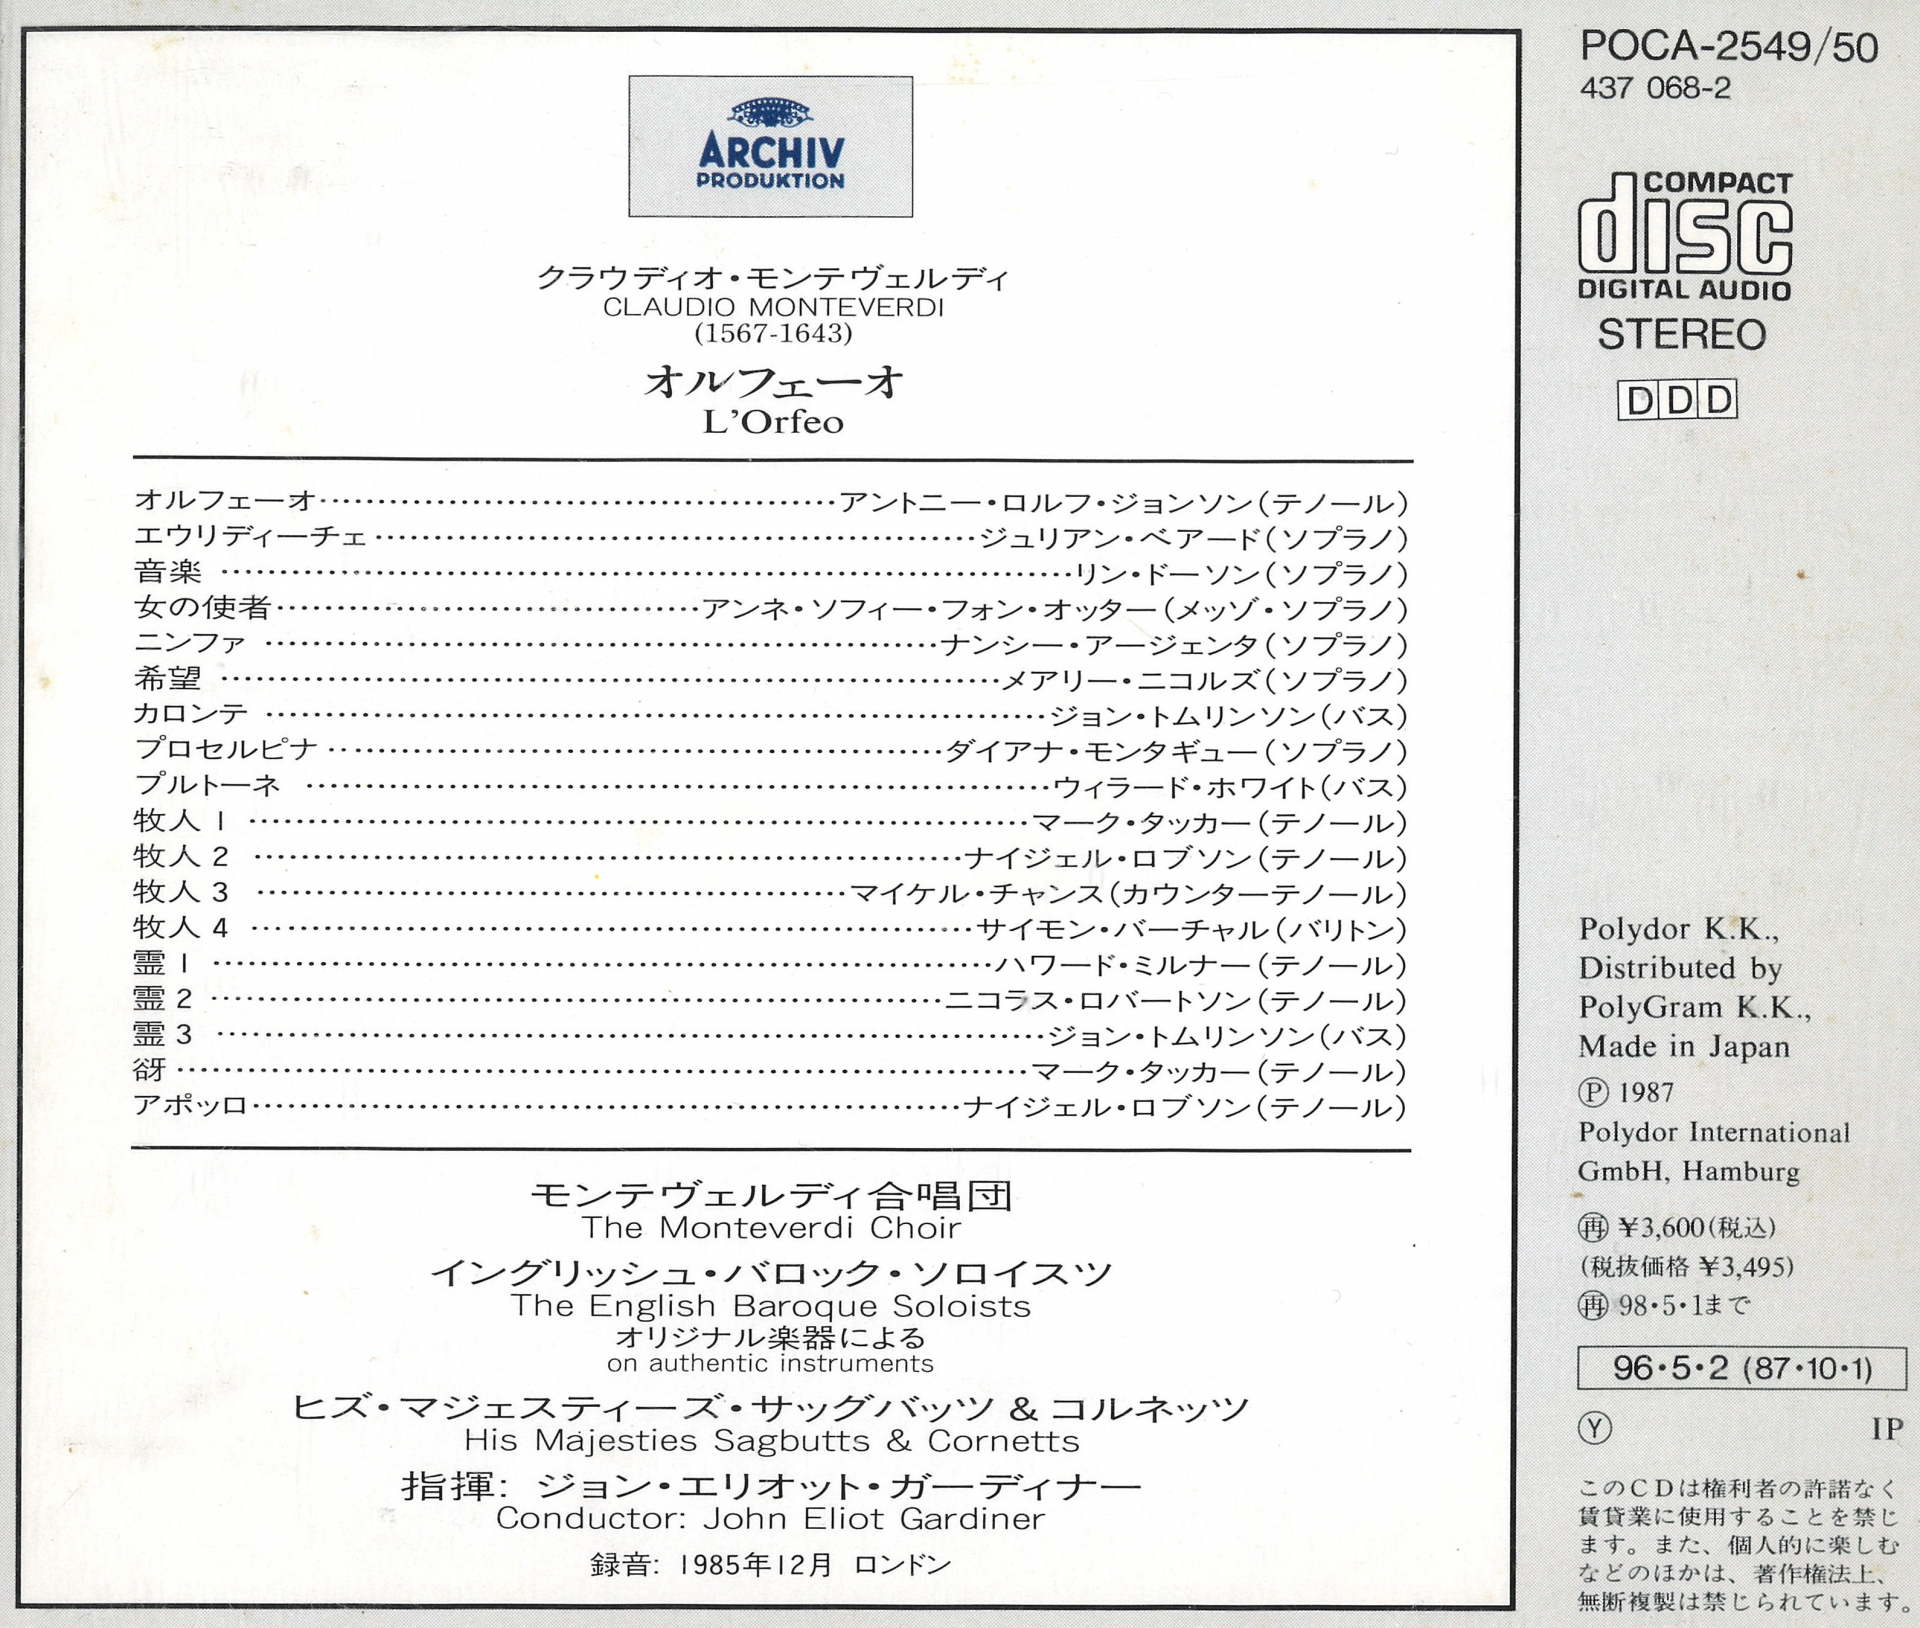 ARCHIV
PRODUKTION
クラウディオ・モンテヴェルディ
CLAUDIO MONTEVERDI
(1567-1643)
オルフェーオ
L'Orfeo
オルフェーオ……アントニー・ロルフ・ジョンソン(テノール)
エウリディーチェ……ジュリアン・ベアード(ソプラノ)
音楽……リン・ドーソン(ソプラノ)
女の使者……アンネ・ソフィー・フォン・オッター(メッゾ・ソプラノ)
ニンファ……ナンシー・アージェンタ(ソプラノ)
希望……メアリー・ニコルズ(ソプラノ)
カロンテ……ジョン・トムリンソン(バス)
プロセルピナ……ダイアナ・モンタギュー(ソプラノ)
プルトーネ……ウィラード・ホワイト(バス)
牧人1……マーク・タッカー(テノール)
牧人2……ナイジェル・ロブソン(テノール)
牧人3……マイケル・チャンス(カウンターテノール)
牧人4……サイモン・バーチャル(バリトン)
霊1……ハワード・ミルナー(テノール)
霊2……ニコラス・ロバートソン(テノール)
霊3……ジョン・トムリンソン(バス)
谺……マーク・タッカー(テノール)
アポッロ……ナイジェル・ロブソン(テノール)
モンテヴェルディ合唱団
The Monteverdi Choir
イングリッシュ・バロック・ソロイスツ
The English Baroque Soloists
オリジナル楽器による
on authentic instruments
ヒズ・マジェスティーズ・サッグバッツ & コルネッツ
His Majesties Sagbutts & Cornetts
指揮: ジョン・エリオット・ガーディナー
Conductor: John Eliot Gardiner
録音: 1985年12月 ロンドン
POCA-2549/50
437 068-2
COMPACT
disc
DIGITAL AUDIO
STEREO
DDD
Polydor K.K.,
Distributed by
PolyGram K.K.,
Made in Japan
Ⓟ 1987
Polydor International
GmbH, Hamburg
㊢ ¥3,600(税込)
(税抜価格 ¥3,495)
再 98・5・1まで
96・5・2 (87・10・1)
Ⓨ IP
このCDは権利者の許諾なく
賃貸業に使用することを禁じ
ます。また、個人的に楽しむ
などのほかは、著作権法上、
無断複製は禁じられています。